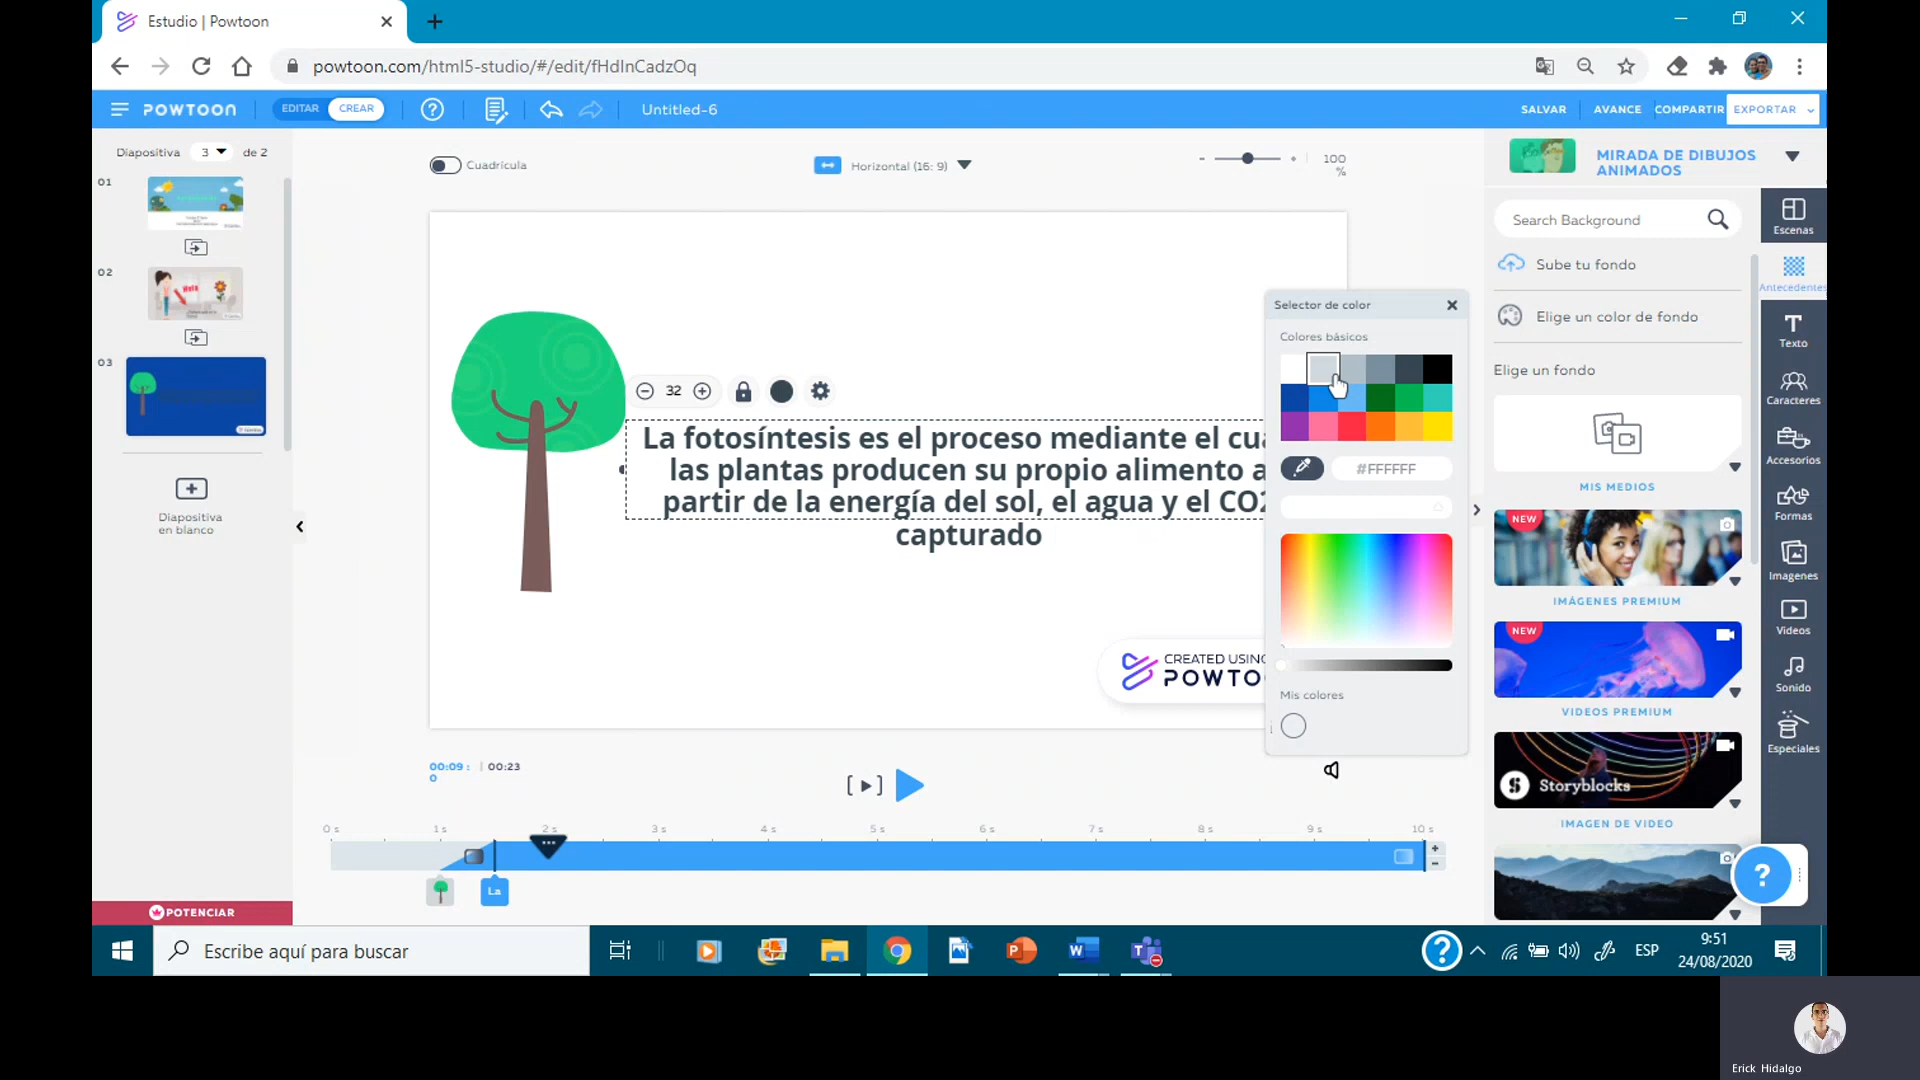 Estudio | Powtoon
powtoon.com/html5-studio/#/edit/fHdInCadzOq
POWTOON
EDITAR
CREAR
Untitled-6
SALVAR
AVANCE
COMPARTIR
EXPORTAR
Diapositiva 3 de 2
01
02
03
Diapositiva
en blanco
POTENCIAR
Cuadrícula
Horizontal (16: 9)
- + 100
%
32
La fotosíntesis es el proceso mediante el cu
las plantas producen su propio alimento a
partir de la energía del sol, el agua y el CO2
capturado
CREATED USING
POWTO
Selector de color
Colores básicos
#FFFFFF
Mis colores
00:09 : 00:23
0
0 s 1 s 2s 3 s 4 s 5 s 6 s 7 s 8 s 9 s 10 s
La
MIRADA DE DIBUJOS
ANIMADOS
Search Background
Sube tu fondo
Elige un color de fondo
Elige un fondo
MIS MEDIOS
NEW
IMÁGENES PREMIUM
NEW
VIDEOS PREMIUM
Storyblocks
IMAGEN DE VIDEO
Escenas
Antecedentes
Texto
Caracteres
Accesorios
Formas
Imagenes
Videos
Sonido
Especiales
Escribe aquí para buscar
ESP
9:51
24/08/2020
Erick Hidalgo